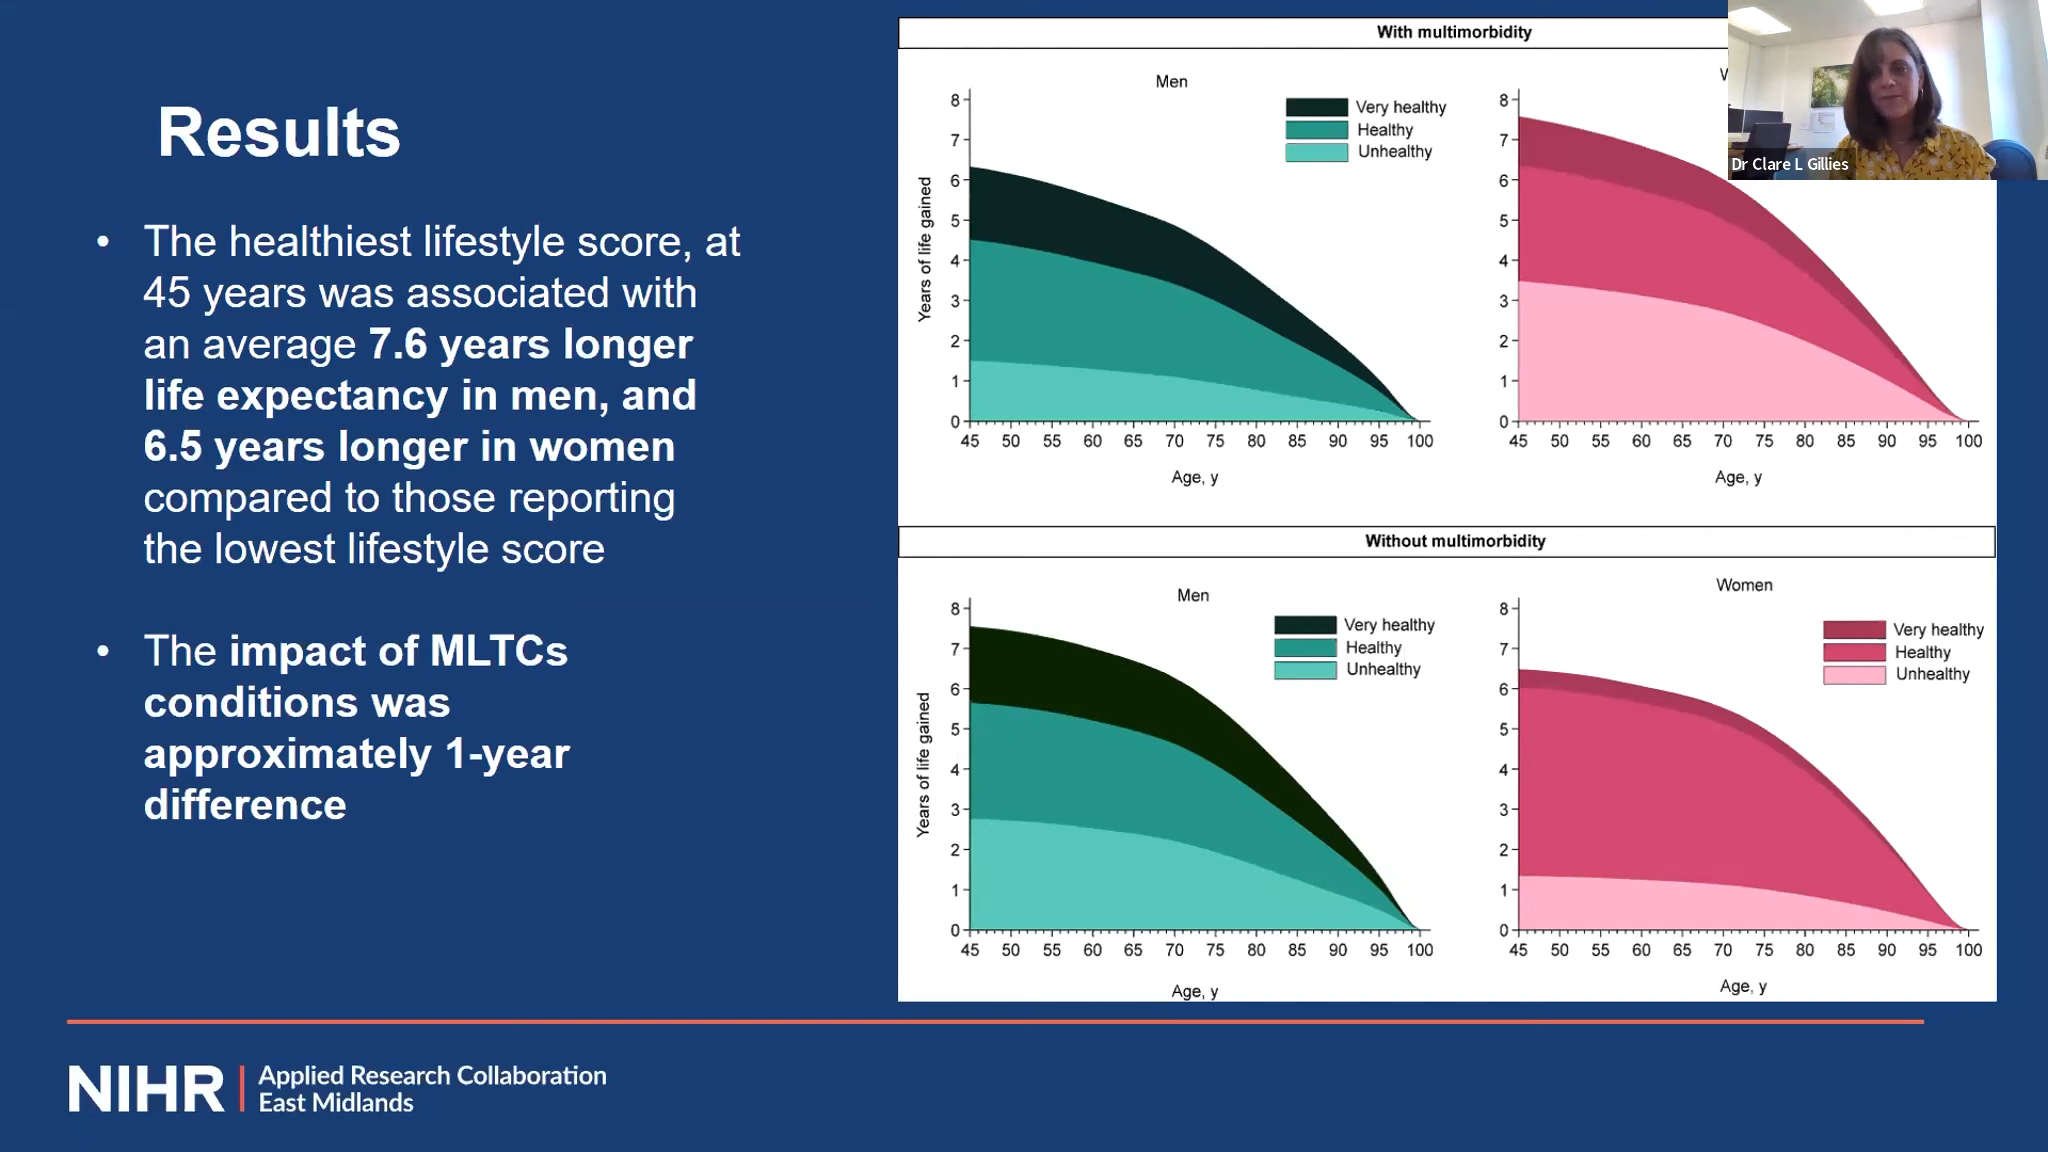 Results
• The healthiest lifestyle score, at
45 years was associated with
an average 7.6 years longer
life expectancy in men, and
6.5 years longer in women
compared to those reporting
the lowest lifestyle score
• The impact of MLTCs
conditions was
approximately 1-year
difference
With multimorbidity
Men
Very healthy
Healthy
Unhealthy
Years of life gained
8
7
6
5
4
3
2
1
0
45 50 55 60 65 70 75 80 85 90 95 100
Age, y
8
7
6
5
4
3
2
1
0
45 50 55 60 65 70 75 80 85 90 95 100
Age, y
Dr Clare L Gillies
Without multimorbidity
Men
Very healthy
Healthy
Unhealthy
Years of life gained
8
7
6
5
4
3
2
1
0
45 50 55 60 65 70 75 80 85 90 95 100
Age, y
Women
Very healthy
Healthy
Unhealthy
8
7
6
5
4
3
2
1
0
45 50 55 60 65 70 75 80 85 90 95 100
Age, y
NIHR
Applied Research Collaboration
East Midlands